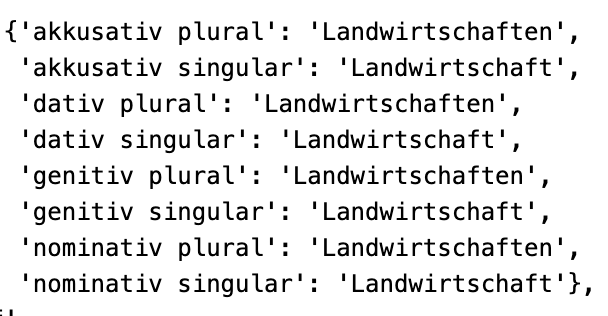 {'akkusativ plural': 'Landwirtschaften',
'akkusativ singular': 'Landwirtschaft',
'dativ plural': 'Landwirtschaften',
'dativ singular': 'Landwirtschaft',
'genitiv plural': 'Landwirtschaften',
'genitiv singular': 'Landwirtschaft',
'nominativ plural': 'Landwirtschaften',
'nominativ singular': 'Landwirtschaft'},